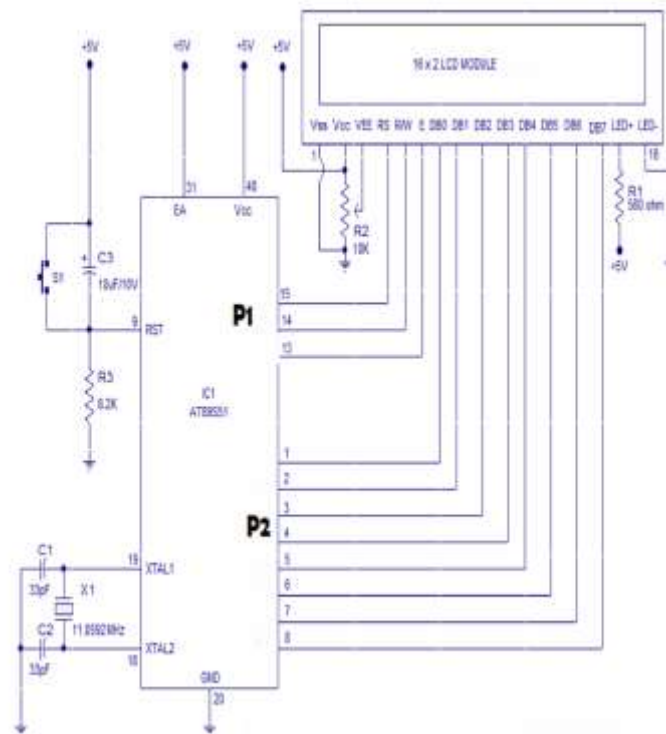 +5V +5V +5V +5V
16 x 2 LCD MODULE
Vss Vcc VEE RS R/W E DB0 DB1 DB2 DB3 DB4 DB5 DB6 DB7 LED+ LED-
1 16
31 40
EA Vcc
R2
10K
R1
560 ohm
+5V
S1
C3
+
10uF/10V
9 RST
P1
15
14
13
R3
8.2K
IC1
AT89S51
1
2
3
P2
4
5
6
7
8
C1
33pF
19 XTAL1
X1
11.0592MHz
C2
33pF
18 XTAL2
GND
20